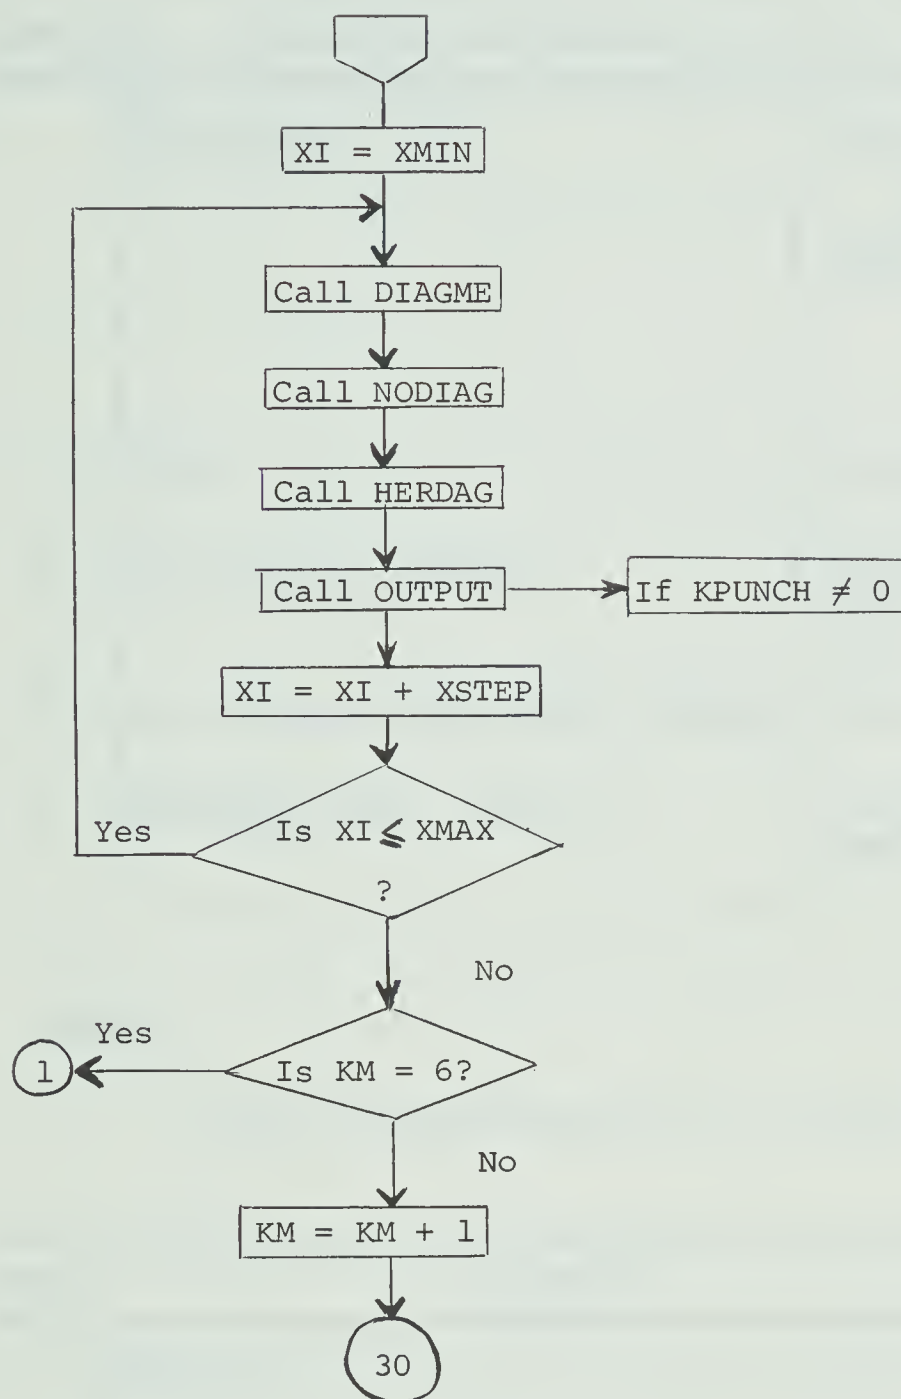 XI = XMIN
Call DIAGME
Call NODIAG
Call HERDAG
Call OUTPUT
If KPUNCH ≠ 0
XI = XI + XSTEP
Is XI ≤ XMAX
?
Yes
No
Yes
1
Is KM = 6?
No
KM = KM + 1
30